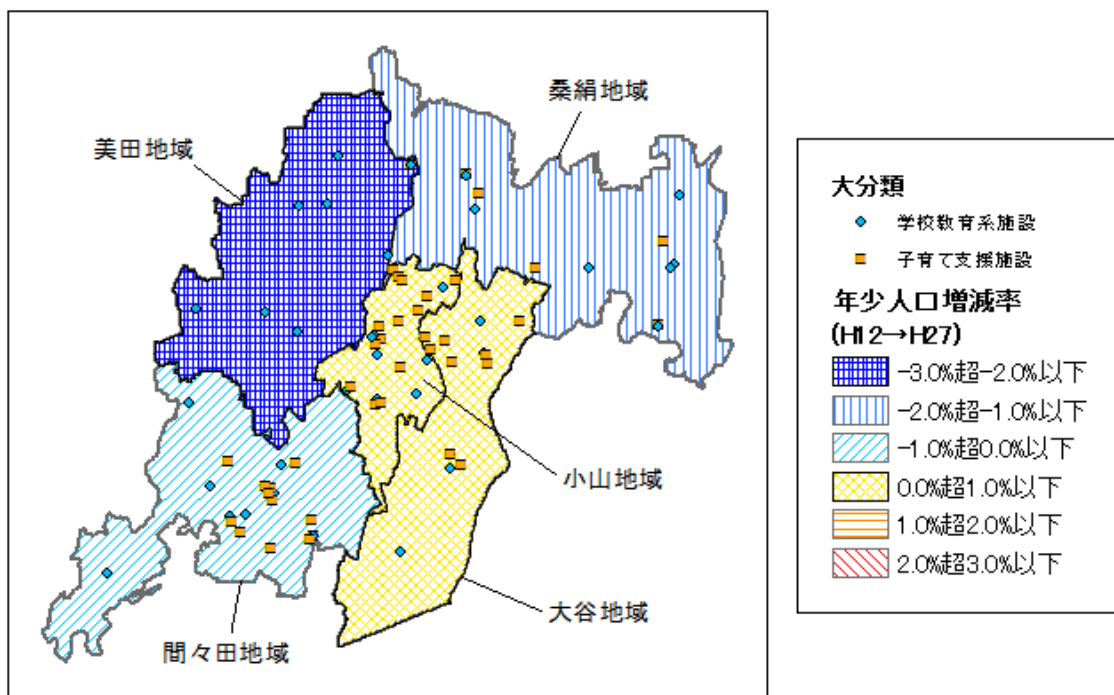 桑絹地域
美田地域
小山地域
大谷地域
間々田地域
大分類
学校教育系施設
子育て支援施設
年少人口増減率
(H12→H27)
-3.0%超-2.0%以下
-2.0%超-1.0%以下
-1.0%超0.0%以下
0.0%超1.0%以下
1.0%超2.0%以下
2.0%超3.0%以下